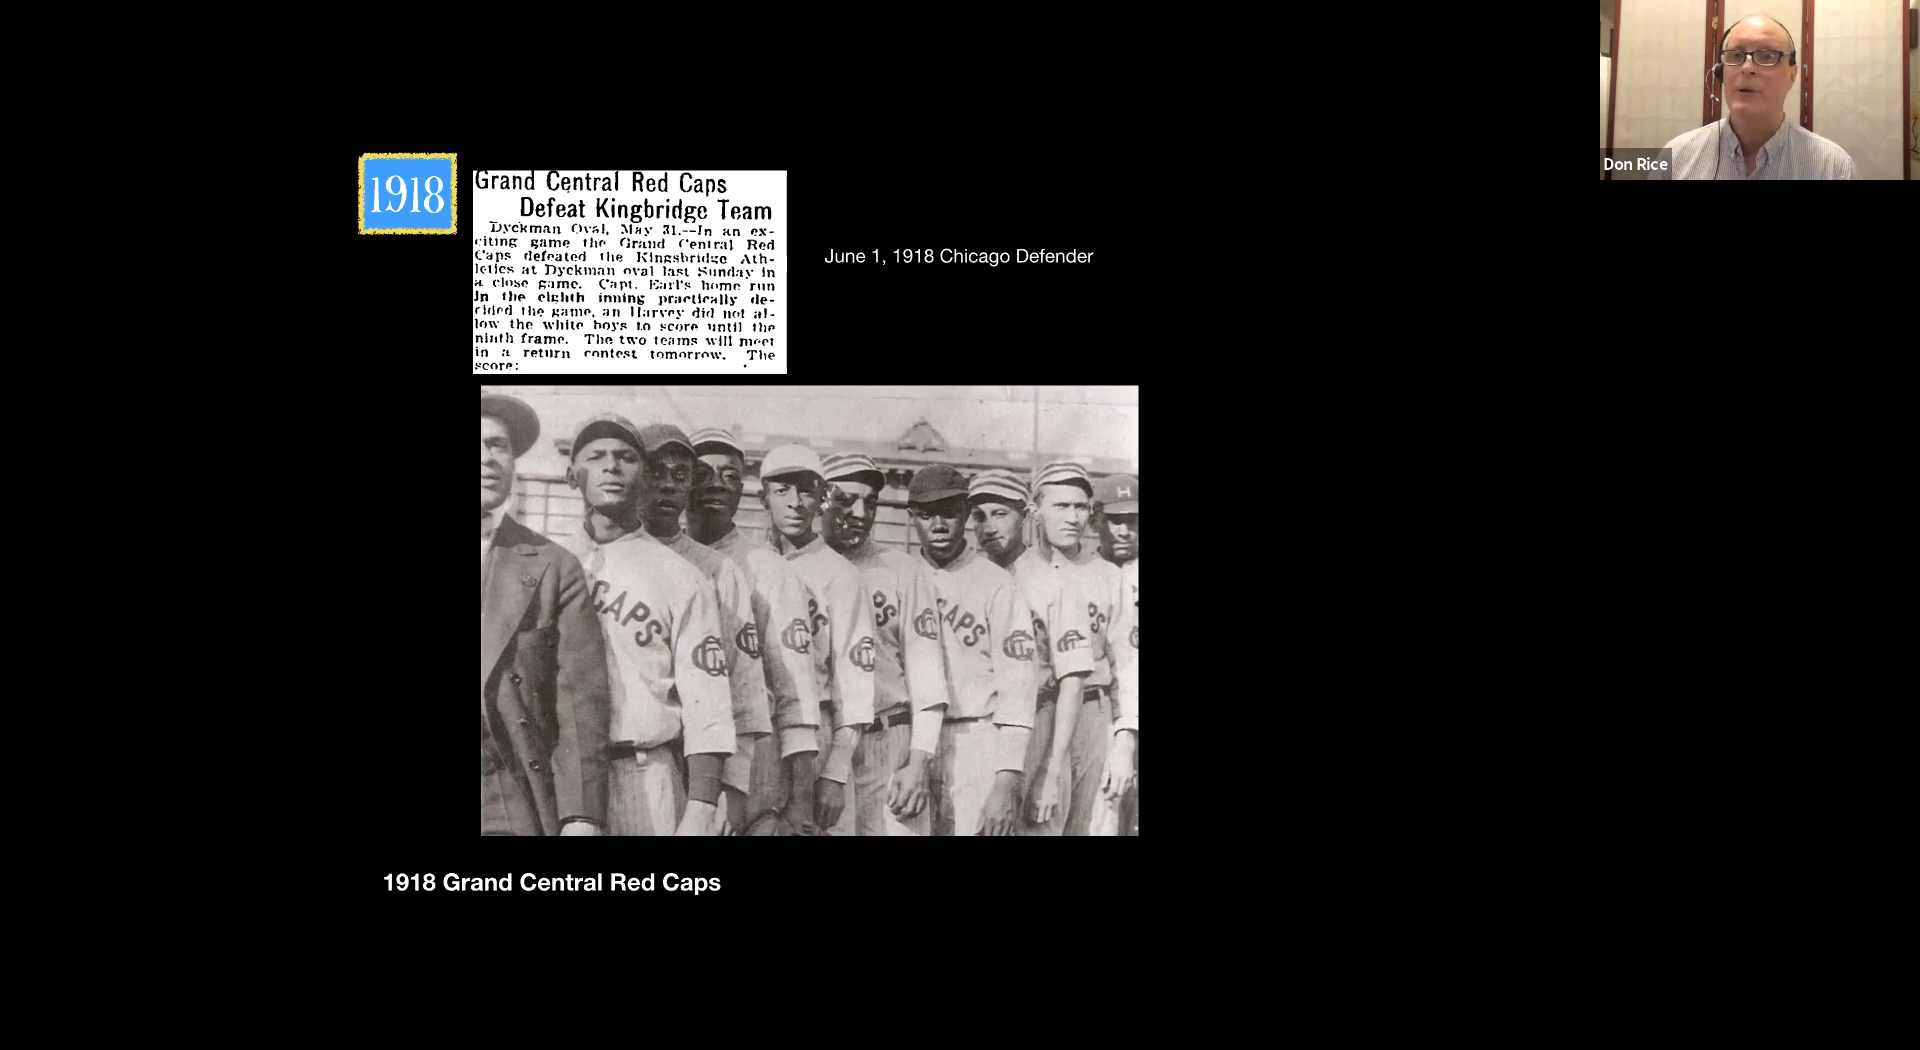 Don Rice
1918
Grand Central Red Caps
Defeat Kingbridge Team
Dyckman Oval, May 31.--In an ex-
citing game the Grand Central Red
Caps defeated the Kingsbridge Ath-
letics at Dyckman oval last Sunday in
a close game. Capt. Earl's home run
in the eighth inning practically de-
cided the game, an Harvey did not al-
low the white boys to score until the
ninth frame. The two teams will meet
in a return contest tomorrow. The
score:
June 1, 1918 Chicago Defender
H
CAPS
PS
PS
CAPS
PS
1918 Grand Central Red Caps